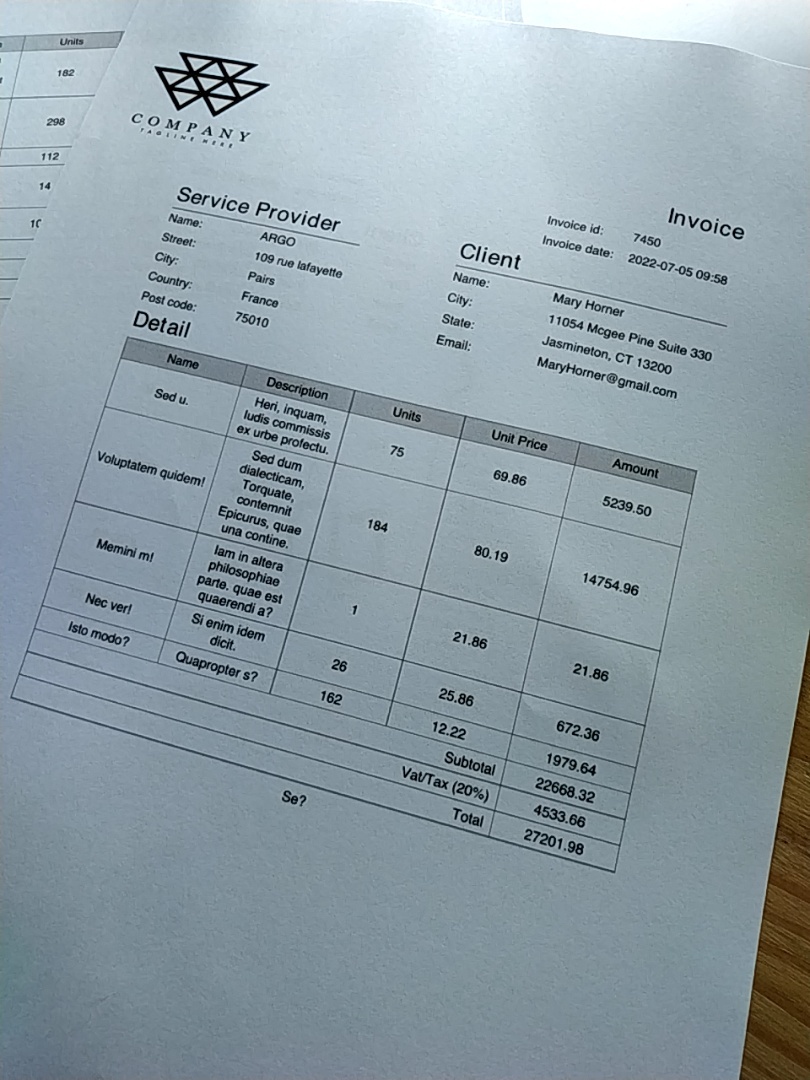 Units
182
298
112
14
COMPANY
TAGLINE HERE
Invoice
Invoice id: 7450
Invoice date: 2022-07-05 09:58
Service Provider
Name: ARGO
Street: 109 rue lafayette
City: Pairs
Country: France
Post code: 75010
Client
Name: Mary Horner
City: 11054 Mcgee Pine Suite 330
State: Jasmineton, CT 13200
Email: MaryHorner@gmail.com
Detail
Name Description Units Unit Price Amount
Sed u. Heri, inquam, 75 69.86 5239.50
ludis commissis
ex urbe profectu.
Voluptatem quidem! Sed dum 184 80.19 14754.96
dialecticam,
Torquate,
contemnit
Epicurus, quae
una contine.
Memini m! Iam in altera 1 21.86 21.86
philosophiae
parte. quae est
quaerendi a?
Nec ver! Si enim idem 26 25.86 672.36
dicit.
Isto modo? Quapropter s? 162 12.22 1979.64
Subtotal 22668.32
Vat/Tax (20%) 4533.66
Total 27201.98
Se?